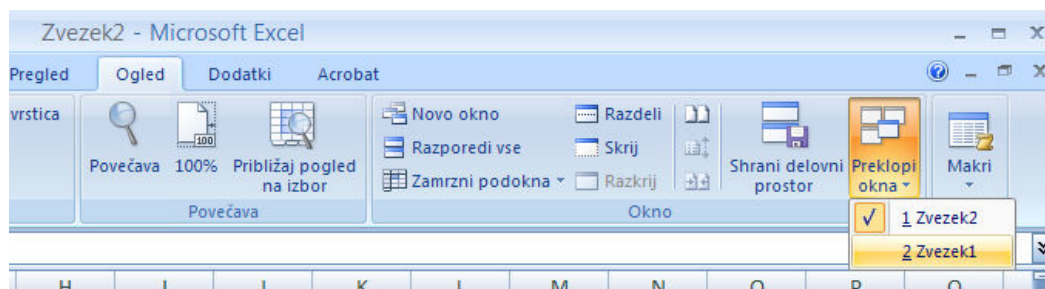 Zvezek2 - Microsoft Excel
Pregled Ogled Dodatki Acrobat
vrstica
Povečava 100% Približaj pogled na izbor
100
Povečava
Novo okno
Razporedi vse
Zamrzni podokna
Razdeli
Skrij
Razkrij
Shrani delovni prostor
Preklopi okna
Makri
Okno
1 Zvezek2
2 Zvezek1
H I J K L M N O P Q